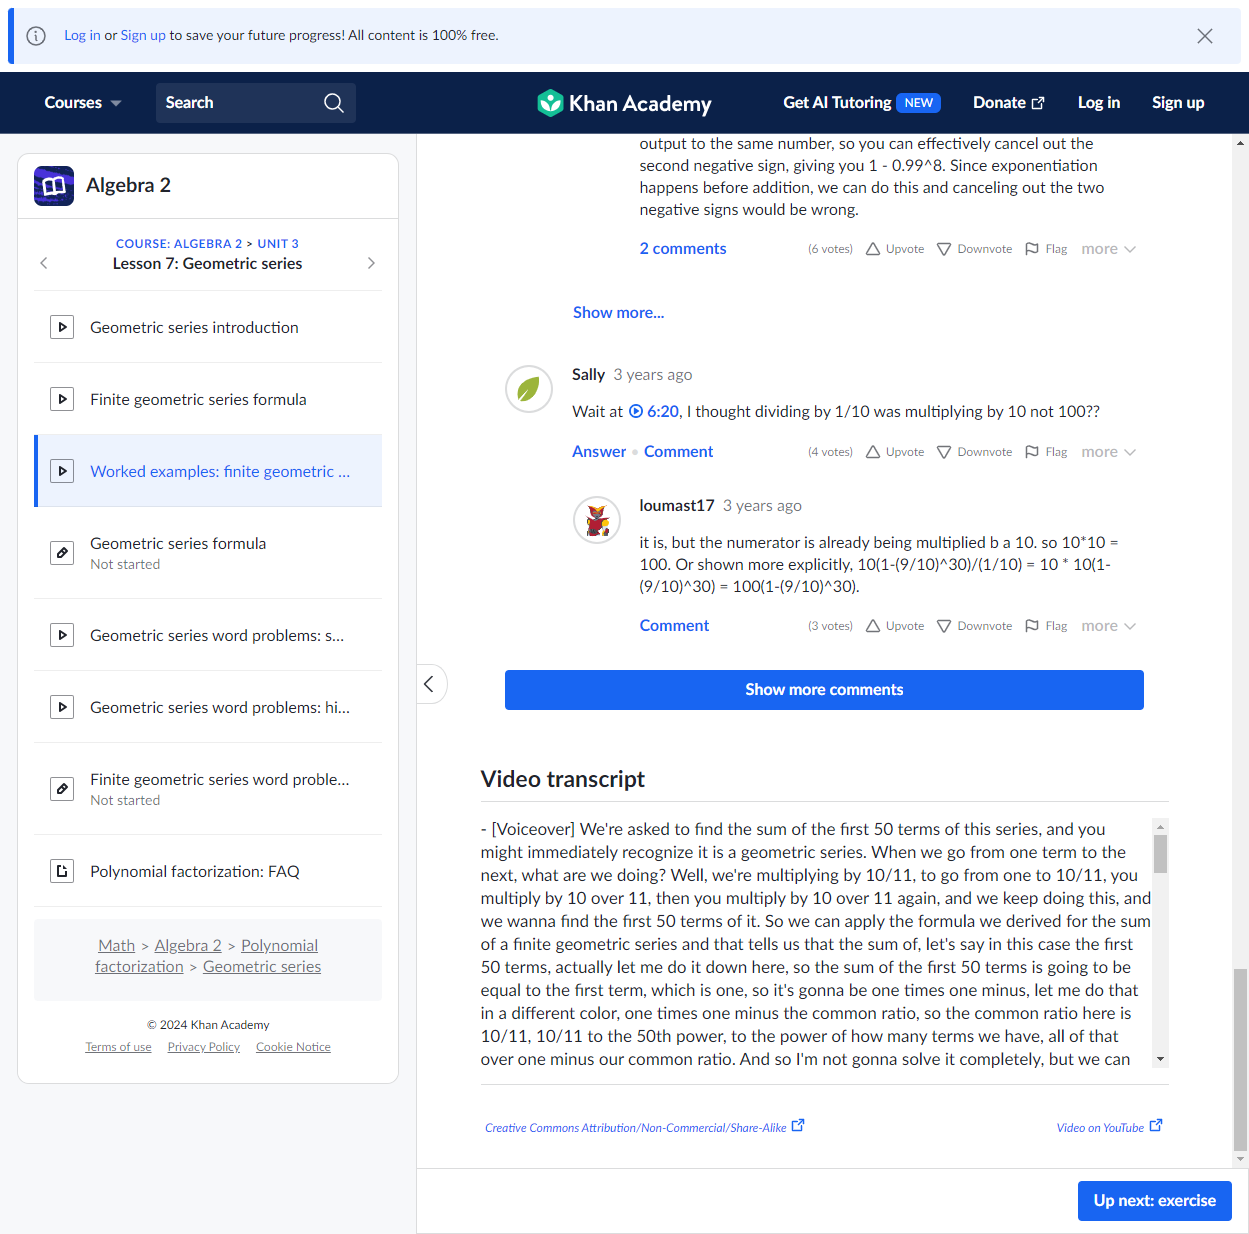 Log in or Sign up to save your future progress! All content is 100% free.
Courses
Search
Khan Academy
Get AI Tutoring NEW
Donate
Log in
Sign up
Algebra 2
COURSE: ALGEBRA 2 > UNIT 3
Lesson 7: Geometric series
Geometric series introduction
Finite geometric series formula
Worked examples: finite geometric ...
Geometric series formula
Not started
Geometric series word problems: s...
Geometric series word problems: hi...
Finite geometric series word proble...
Not started
Polynomial factorization: FAQ
Math > Algebra 2 > Polynomial
factorization > Geometric series
© 2024 Khan Academy
Terms of use Privacy Policy Cookie Notice
output to the same number, so you can effectively cancel out the
second negative sign, giving you 1 - 0.99^8. Since exponentiation
happens before addition, we can do this and canceling out the two
negative signs would be wrong.
2 comments (6 votes) Upvote Downvote Flag more
Show more...
Sally 3 years ago
Wait at 6:20, I thought dividing by 1/10 was multiplying by 10 not 100??
Answer • Comment (4 votes) Upvote Downvote Flag more
loumast17 3 years ago
it is, but the numerator is already being multiplied b a 10. so 10*10 =
100. Or shown more explicitly, 10(1-(9/10)^30)/(1/10) = 10 * 10(1-
(9/10)^30) = 100(1-(9/10)^30).
Comment (3 votes) Upvote Downvote Flag more
Show more comments
Video transcript
- [Voiceover] We're asked to find the sum of the first 50 terms of this series, and you
might immediately recognize it is a geometric series. When we go from one term to the
next, what are we doing? Well, we're multiplying by 10/11, to go from one to 10/11, you
multiply by 10 over 11, then you multiply by 10 over 11 again, and we keep doing this, and
we wanna find the first 50 terms of it. So we can apply the formula we derived for the sum
of a finite geometric series and that tells us that the sum of, let's say in this case the first
50 terms, actually let me do it down here, so the sum of the first 50 terms is going to be
equal to the first term, which is one, so it's gonna be one times one minus, let me do that
in a different color, one times one minus the common ratio, so the common ratio here is
10/11, 10/11 to the 50th power, to the power of how many terms we have, all of that
over one minus our common ratio. And so I'm not gonna solve it completely, but we can
Creative Commons Attribution/Non-Commercial/Share-Alike
Video on YouTube
Up next: exercise